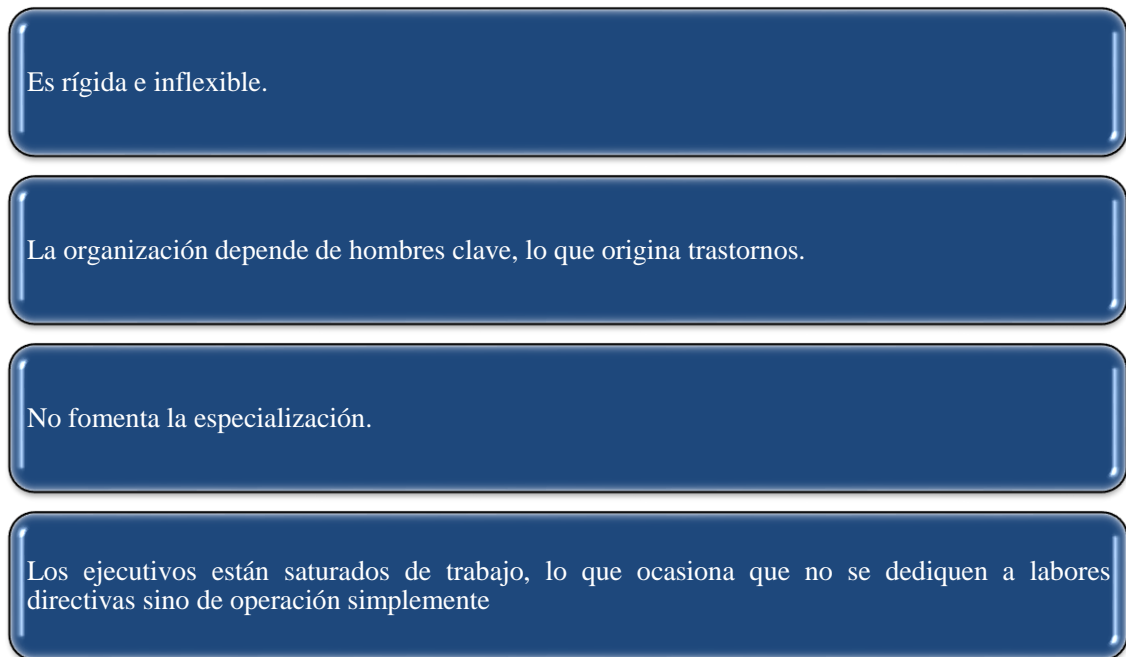 Es rígida e inflexible.
La organización depende de hombres clave, lo que origina trastornos.
No fomenta la especialización.
Los ejecutivos están saturados de trabajo, lo que ocasiona que no se dediquen a labores
directivas sino de operación simplemente